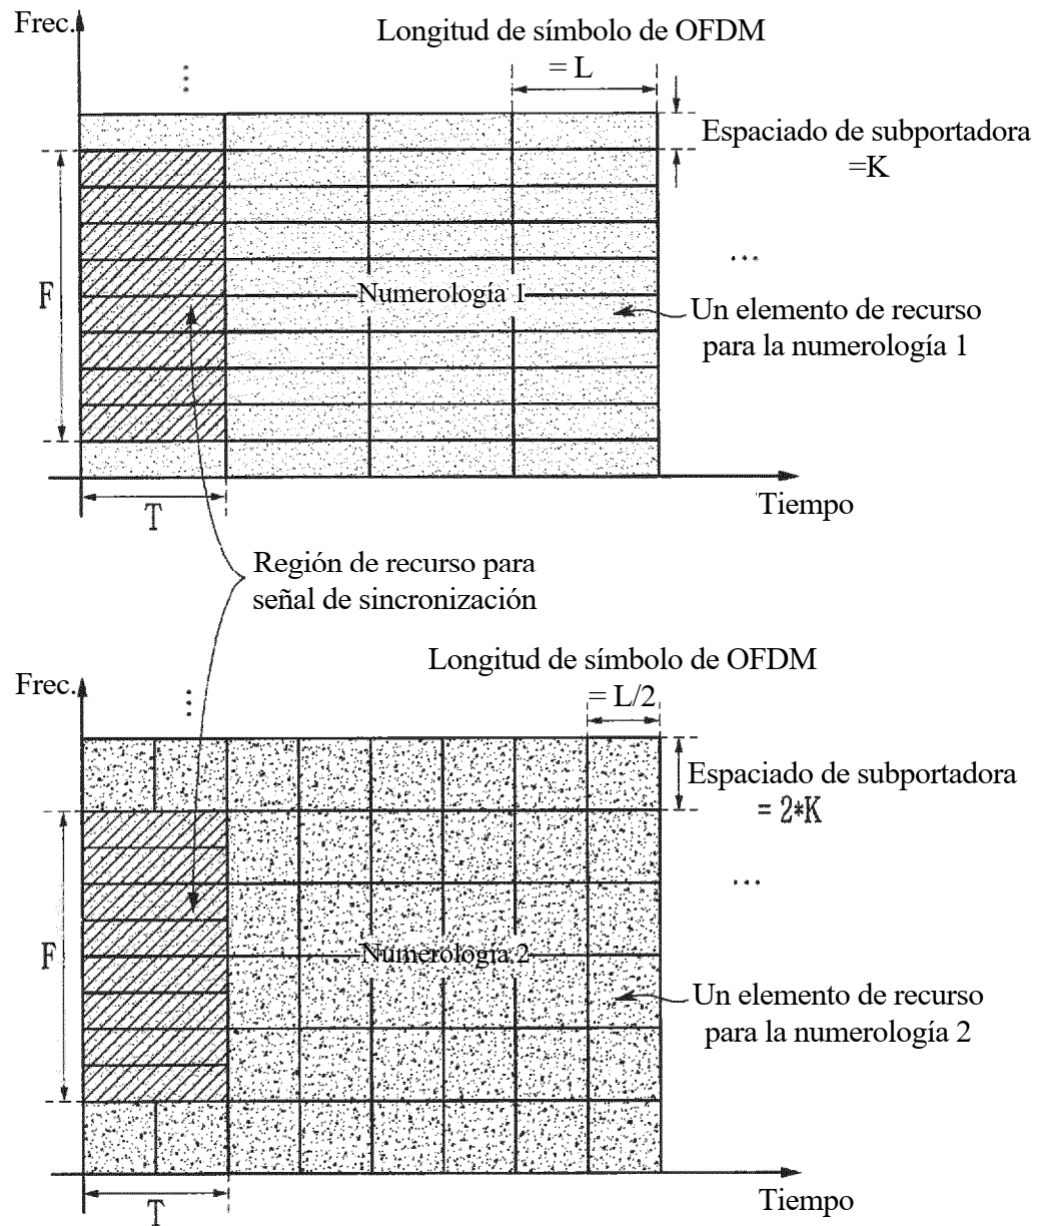 Frec.
Longitud de símbolo de OFDM
= L
Espaciado de subportadora
=K
...
F
Numerología 1
Un elemento de recurso
para la numerología 1
T
Tiempo
Región de recurso para
señal de sincronización
Longitud de símbolo de OFDM
Frec.
= L/2
Espaciado de subportadora
= 2*K
...
F
Numerología 2
Un elemento de recurso
para la numerología 2
T
Tiempo